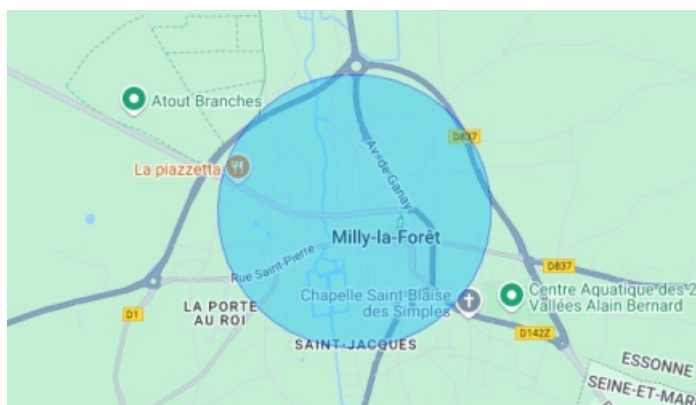 Atout Branches
D837
La piazzetta
Av. de Ganay
Milly-la-Forêt
Rue Saint-Pierre
D837
Chapelle Saint Blaise
des Simples
Centre Aquatique des 2
Vallées Alain Bernard
LA PORTE
AU ROI
D1
D142Z
SAINT-JACQUES
ESSONNE
SEINE-ET-MAR